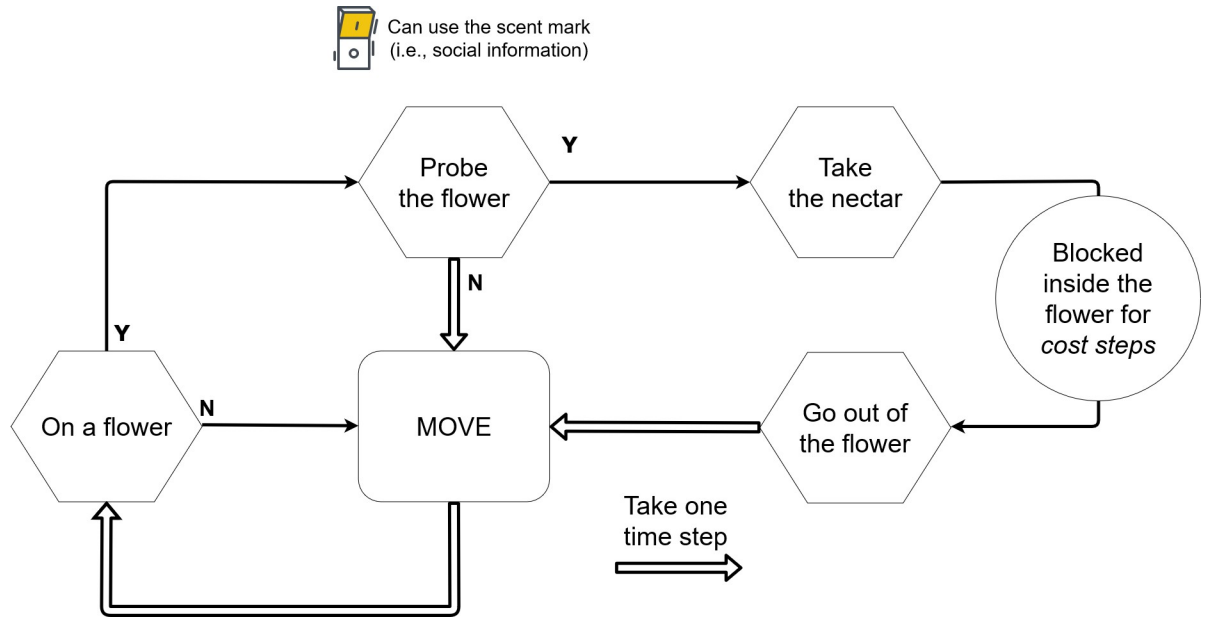 Can use the scent mark
(i.e., social information)
Probe
the flower
Y
Take
the nectar
Blocked
inside the
flower for
cost steps
N
Y
On a flower
N
MOVE
Go out of
the flower
Take one
time step